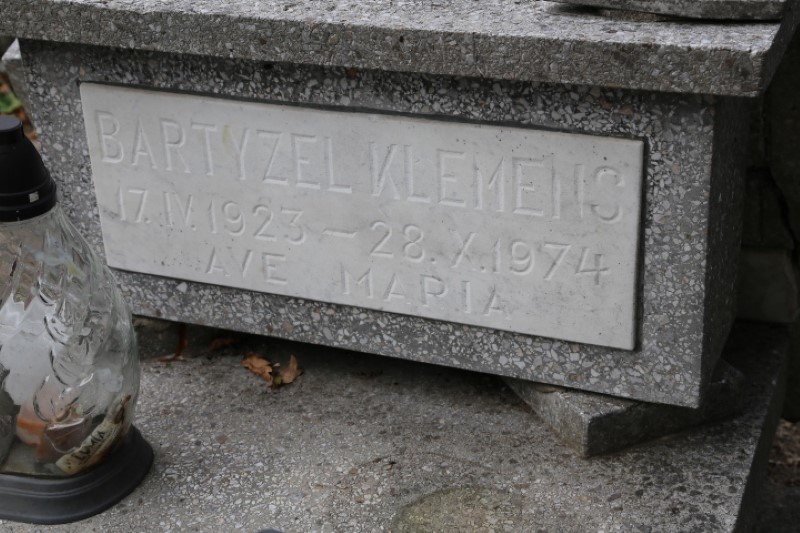 BARTYZEL KLEMENS
17.IV.1923 – 28.X.1974
AVE MARIA